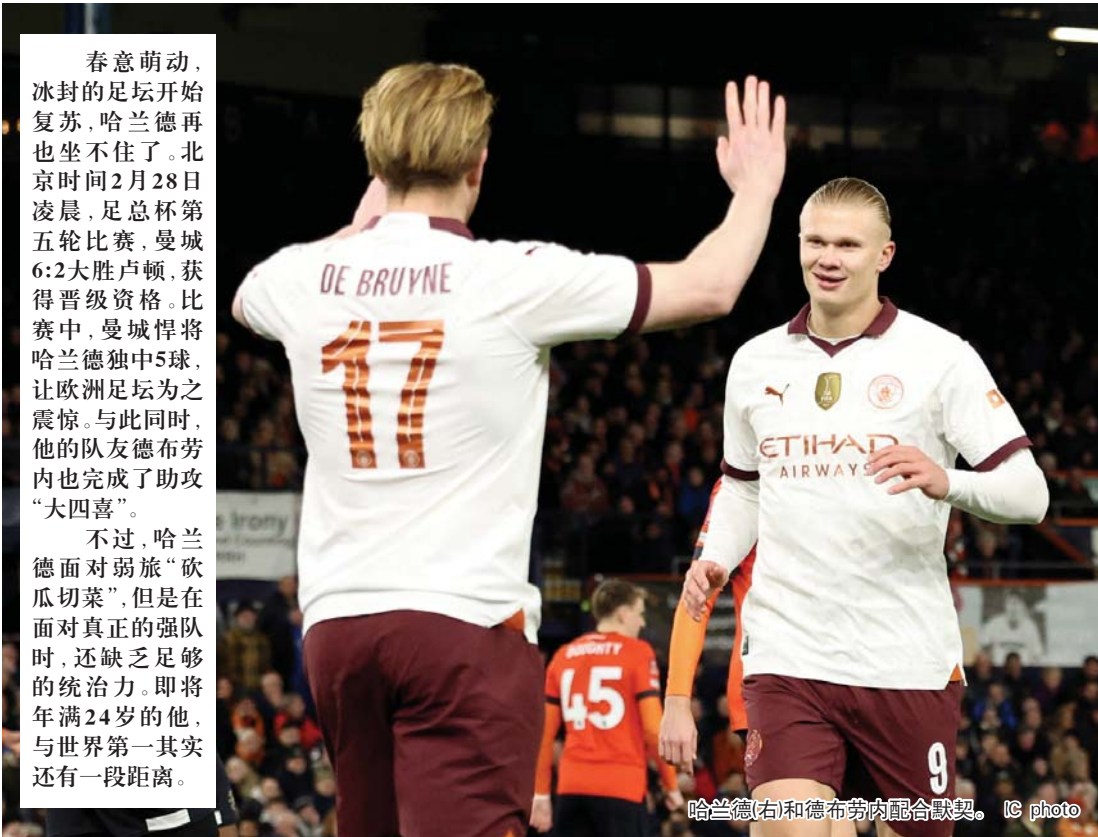 春意萌动，
冰封的足坛开始
复苏，哈兰德再
也坐不住了。北
京时间2月28日
凌晨，足总杯第
五轮比赛，曼城
6:2大胜卢顿，获
得晋级资格。比
赛中，曼城悍将
哈兰德独中5球，
让欧洲足坛为之
震惊。与此同时，
他的队友德布劳
内也完成了助攻
“大四喜”。
不过，哈兰
德面对弱旅“砍
瓜切菜”，但是在
面对真正的强队
时，还缺乏足够
的统治力。即将
年满24岁的他，
与世界第一其实
还有一段距离。
DE BRUYNE
17
ETIHAD
AIRWAYS
DOUGHTY
45
9
哈兰德(右)和德布劳内配合默契。 IC photo